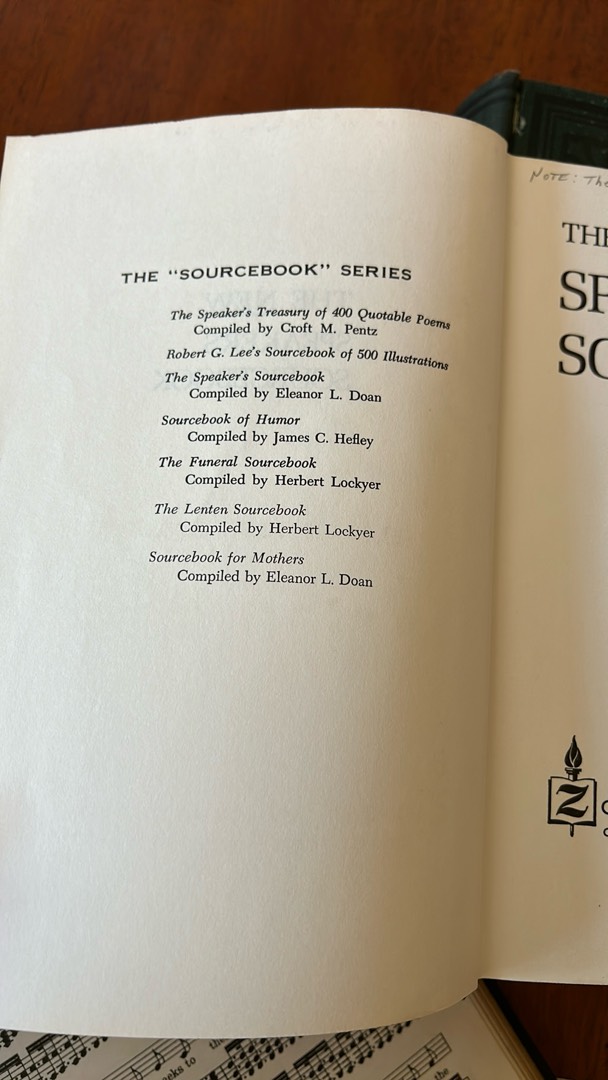 THE "SOURCEBOOK" SERIES
The Speaker's Treasury of 400 Quotable Poems
Compiled by Croft M. Pentz
Robert G. Lee's Sourcebook of 500 Illustrations
The Speaker's Sourcebook
Compiled by Eleanor L. Doan
Sourcebook of Humor
Compiled by James C. Hefley
The Funeral Sourcebook
Compiled by Herbert Lockyer
The Lenten Sourcebook
Compiled by Herbert Lockyer
Sourcebook for Mothers
Compiled by Eleanor L. Doan
NOTE: The
THE
SP
SO
Z
the